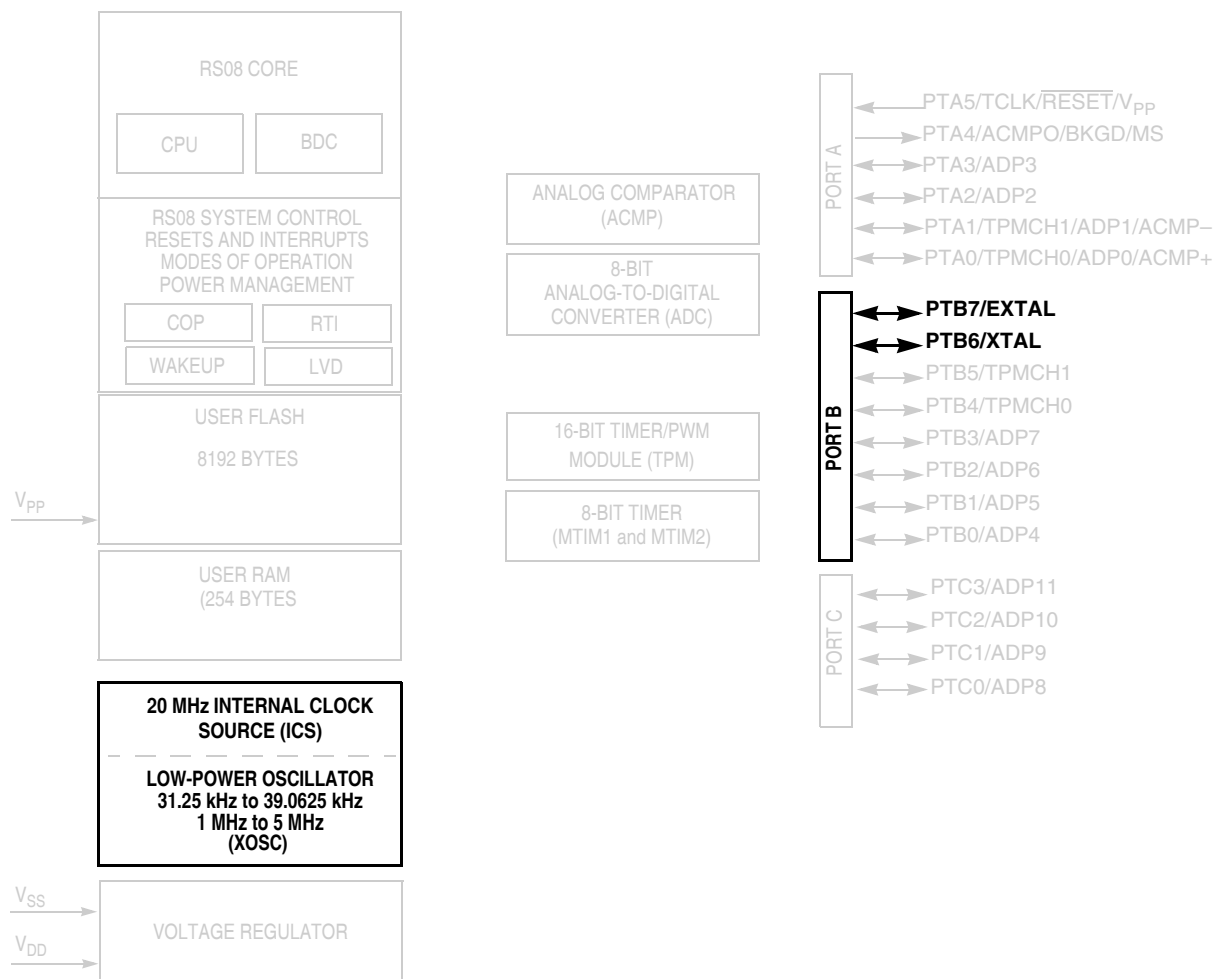 RS08 CORE
CPU
BDC
RS08 SYSTEM CONTROL
RESETS AND INTERRUPTS
MODES OF OPERATION
POWER MANAGEMENT
COP
RTI
WAKEUP
LVD
USER FLASH
8192 BYTES
VPP
USER RAM
(254 BYTES
20 MHz INTERNAL CLOCK
SOURCE (ICS)
LOW-POWER OSCILLATOR
31.25 kHz to 39.0625 kHz
1 MHz to 5 MHz
(XOSC)
VSS
VDD
VOLTAGE REGULATOR
ANALOG COMPARATOR
(ACMP)
8-BIT
ANALOG-TO-DIGITAL
CONVERTER (ADC)
16-BIT TIMER/PWM
MODULE (TPM)
8-BIT TIMER
(MTIM1 and MTIM2)
PORT A
PTA5/TCLK/RESET/VPP
PTA4/ACMPO/BKGD/MS
PTA3/ADP3
PTA2/ADP2
PTA1/TPMCH1/ADP1/ACMP–
PTA0/TPMCH0/ADP0/ACMP+
PORT B
PTB7/EXTAL
PTB6/XTAL
PTB5/TPMCH1
PTB4/TPMCH0
PTB3/ADP7
PTB2/ADP6
PTB1/ADP5
PTB0/ADP4
PORT C
PTC3/ADP11
PTC2/ADP10
PTC1/ADP9
PTC0/ADP8